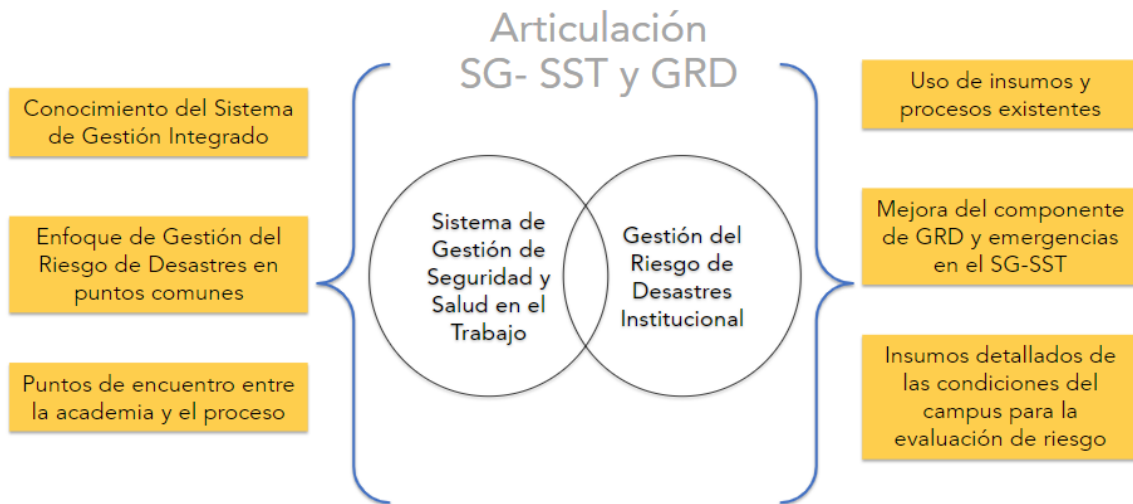 Articulación
SG- SST y GRD
Conocimiento del Sistema
de Gestión Integrado
Enfoque de Gestión del
Riesgo de Desastres en
puntos comunes
Puntos de encuentro entre
la academia y el proceso
Sistema de
Gestión de
Seguridad y
Salud en el
Trabajo
Gestión del
Riesgo de
Desastres
Institucional
Uso de insumos y
procesos existentes
Mejora del componente
de GRD y emergencias
en el SG-SST
Insumos detallados de
las condiciones del
campus para la
evaluación de riesgo